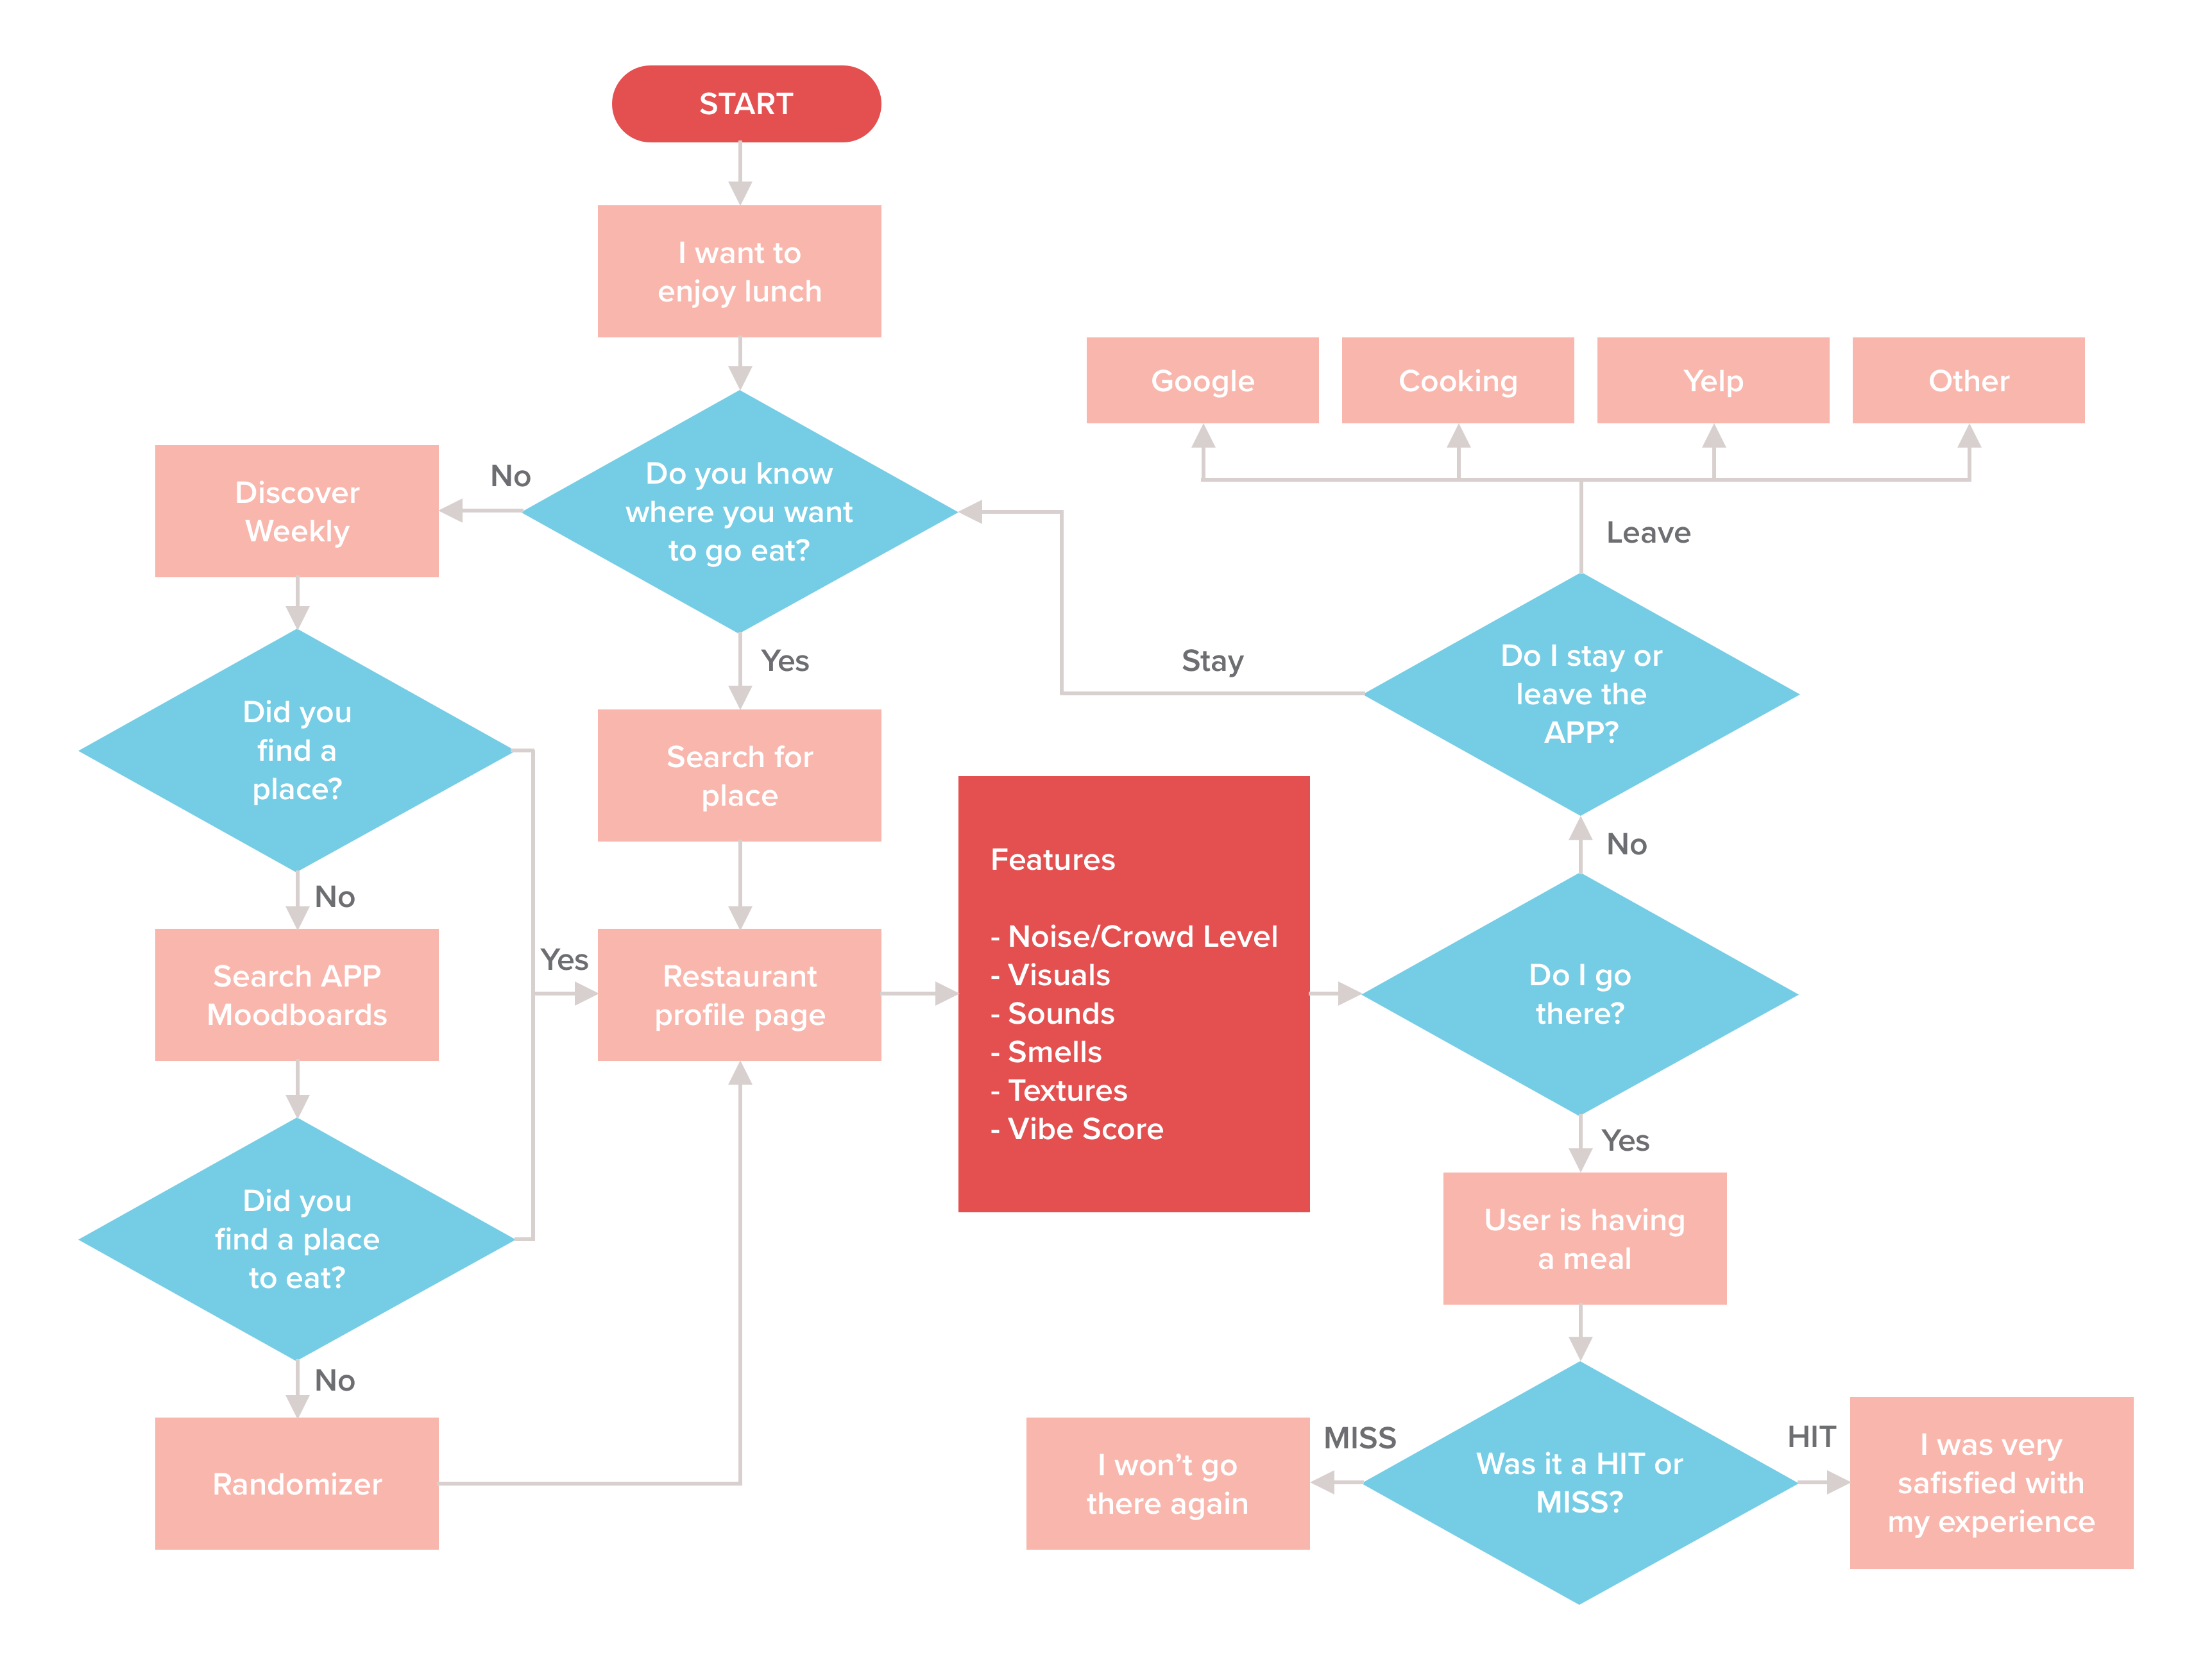 START
I want to
enjoy lunch
Google
Cooking
Yelp
Other
Do you know
where you want
to go eat?
No
Discover
Weekly
Leave
Yes
Stay
Do I stay or
leave the
APP?
Did you
find a
place?
Search for
place
No
Features
- Noise/Crowd Level
- Visuals
- Sounds
- Smells
- Textures
- Vibe Score
No
Search APP
Moodboards
Yes
Restaurant
profile page
Do I go
there?
Yes
Did you
find a place
to eat?
User is having
a meal
No
Randomizer
MISS
I won’t go
there again
Was it a HIT or
MISS?
HIT
I was very
safisfied with
my experience